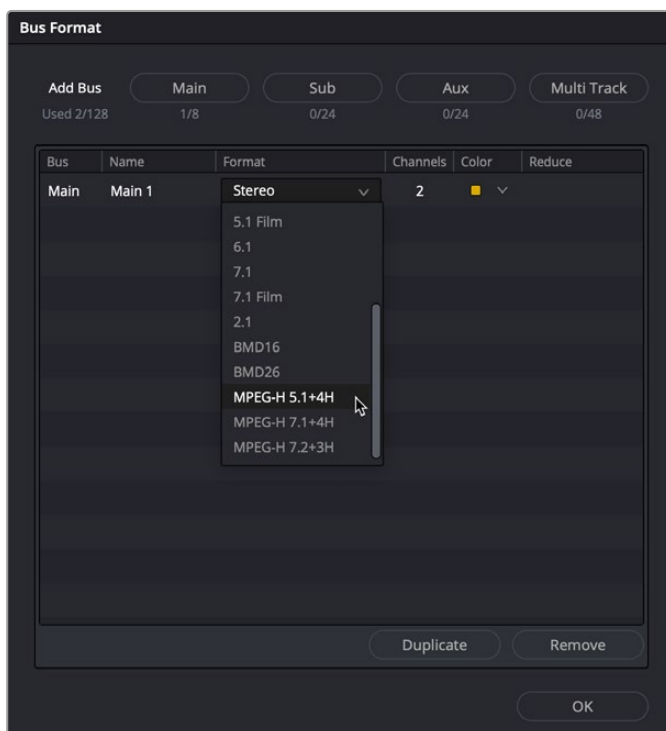 Bus Format
Add Bus Main Sub Aux Multi Track
Used 2/128 1/8 0/24 0/24 0/48
Bus Name Format Channels Color Reduce
Main Main 1 Stereo 2
5.1 Film
6.1
7.1
7.1 Film
2.1
BMD16
BMD26
MPEG-H 5.1+4H
MPEG-H 7.1+4H
MPEG-H 7.2+3H
Duplicate Remove
OK